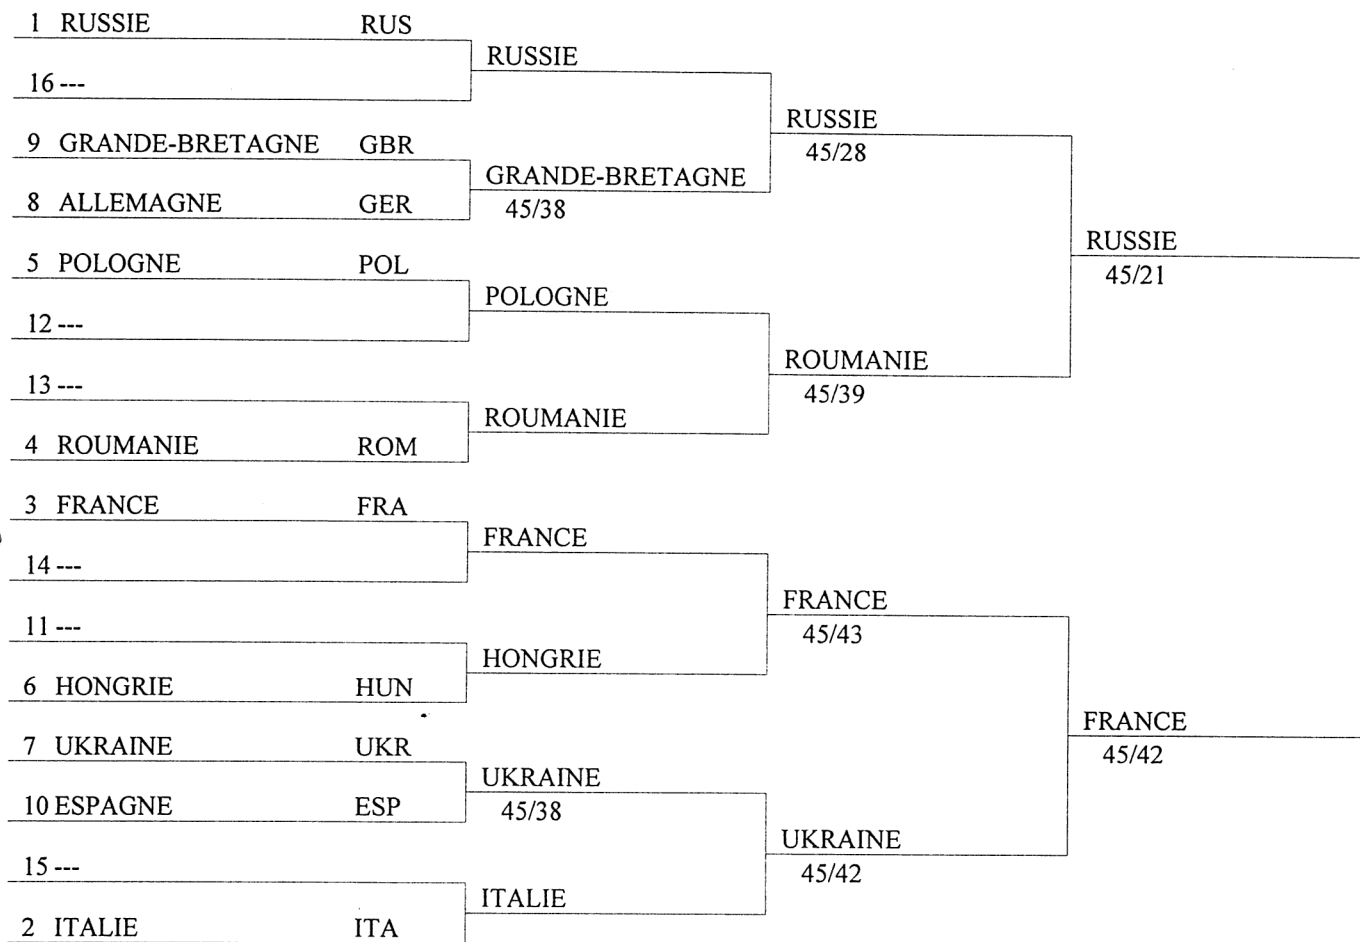 1 RUSSIE RUS
RUSSIE
16 ---
RUSSIE
45/28
9 GRANDE-BRETAGNE GBR
GRANDE-BRETAGNE
45/38
8 ALLEMAGNE GER
RUSSIE
45/21
5 POLOGNE POL
POLOGNE
12 ---
ROUMANIE
45/39
13 ---
ROUMANIE
4 ROUMANIE ROM
3 FRANCE FRA
FRANCE
14 ---
FRANCE
45/43
11 ---
HONGRIE
6 HONGRIE HUN
FRANCE
45/42
7 UKRAINE UKR
UKRAINE
45/38
10 ESPAGNE ESP
UKRAINE
45/42
15 ---
ITALIE
2 ITALIE ITA